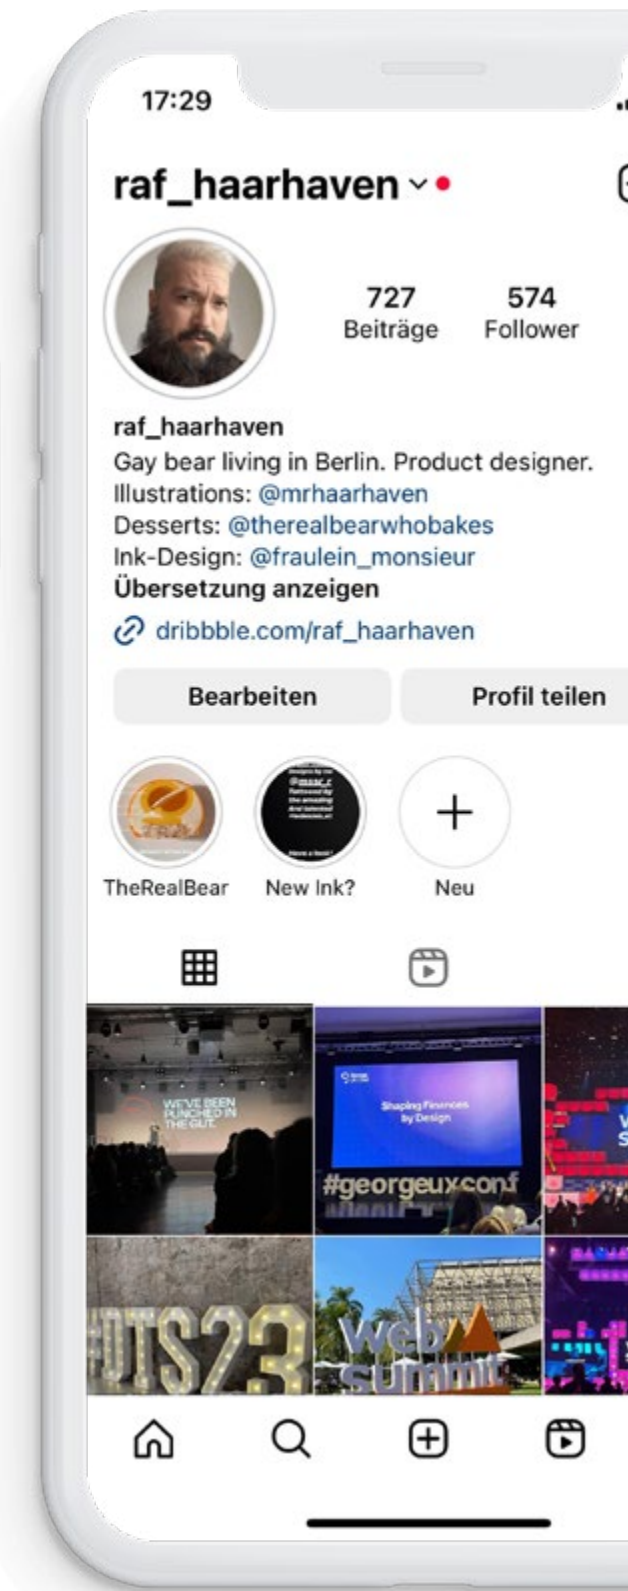 17:29
raf_haarhaven
727
574
Beiträge
Follower
raf_haarhaven
Gay bear living in Berlin. Product designer.
Illustrations: @mrhaarhaven
Desserts: @therealbearwhobakes
Ink-Design: @fraulein_monsieur
Übersetzung anzeigen
dribbble.com/raf_haarhaven
Bearbeiten
Profil teilen
TheRealBear
New Ink?
Neu
WE'VE BEEN
PUNCHED IN
THE GUT.
Shaping Finances
by Design
#georgeuxconf
#DTS23
web
summit